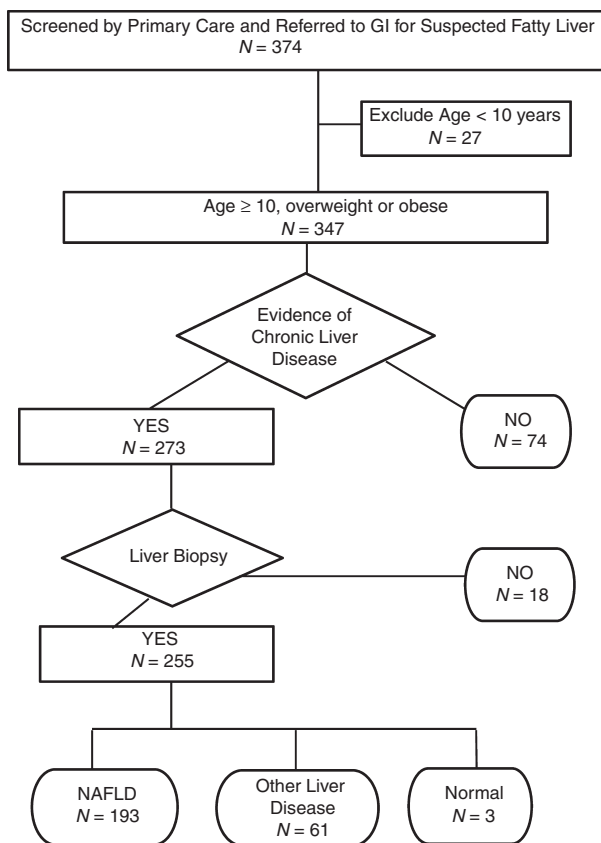 Screened by Primary Care and Referred to GI for Suspected Fatty Liver
N = 374
Exclude Age < 10 years
N = 27
Age ≥ 10, overweight or obese
N = 347
Evidence of
Chronic Liver
Disease
YES
N = 273
NO
N = 74
Liver Biopsy
NO
N = 18
YES
N = 255
NAFLD
N = 193
Other Liver
Disease
N = 61
Normal
N = 3